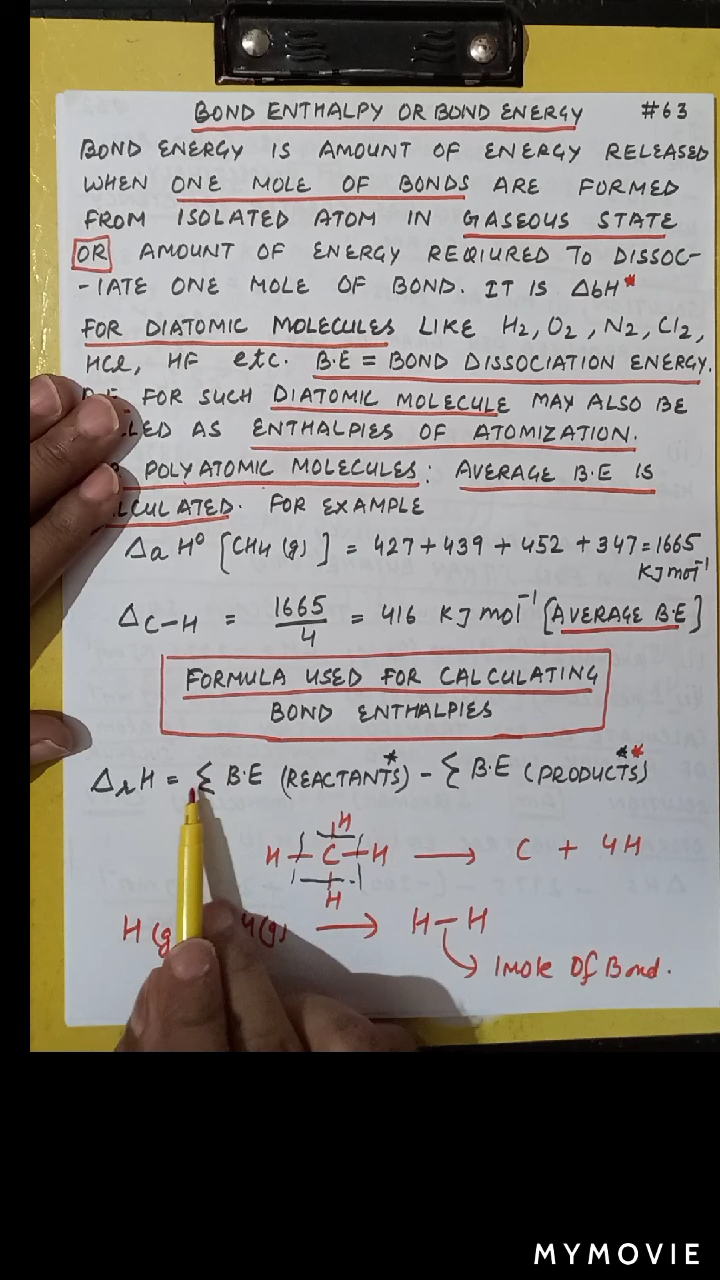 BOND ENTHALPY OR BOND ENERGY #63
BOND ENERGY IS AMOUNT OF ENERGY RELEASED
WHEN ONE MOLE OF BONDS ARE FORMED
FROM ISOLATED ATOM IN GASEOUS STATE
OR AMOUNT OF ENERGY REQIURED TO DISSOC-
-IATE ONE MOLE OF BOND. IT IS ΔbH*
FOR DIATOMIC MOLECULES LIKE H2, O2, N2, Cl2,
HCl, HF etc. B.E = BOND DISSOCIATION ENERGY.
FOR SUCH DIATOMIC MOLECULE MAY ALSO BE
LED AS ENTHALPIES OF ATOMIZATION.
POLYATOMIC MOLECULES: AVERAGE B.E IS
LCULATED. FOR EXAMPLE
Δa H° [CH4(g)] = 427+439+452+347=1665
KJ mol⁻¹
ΔC-H = 1665/4 = 416 KJ mol⁻¹ [AVERAGE B.E]
FORMULA USED FOR CALCULATING
BOND ENTHALPIES
ΔrH = Σ B.E (REACTANTS*) - Σ B.E (PRODUCTS**)
H
H-C-H → C + 4H
H
H(g H(g) → H-H
1mole Of Bond.
MYMOVIE